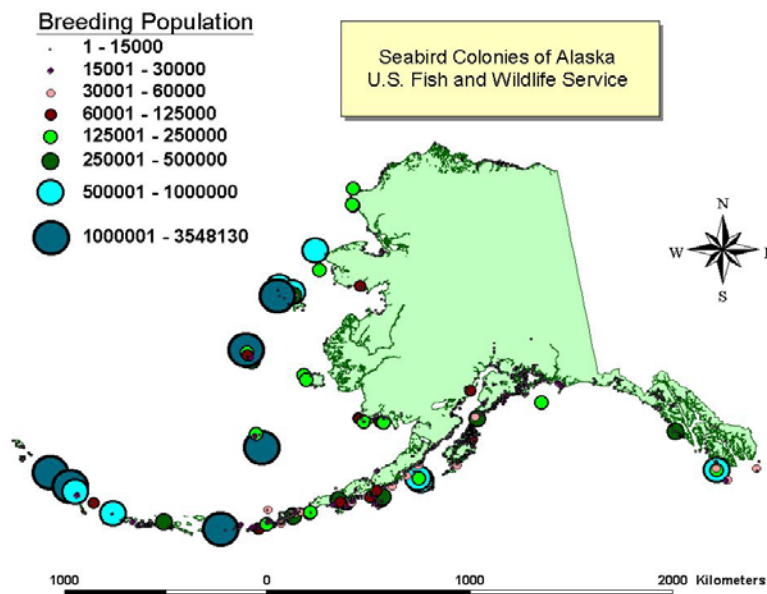 Breeding Population
1 - 15000
15001 - 30000
30001 - 60000
60001 - 125000
125001 - 250000
250001 - 500000
500001 - 1000000
1000001 - 3548130
Seabird Colonies of Alaska
U.S. Fish and Wildlife Service
N
W
E
S
1000 0 1000 2000 Kilometers